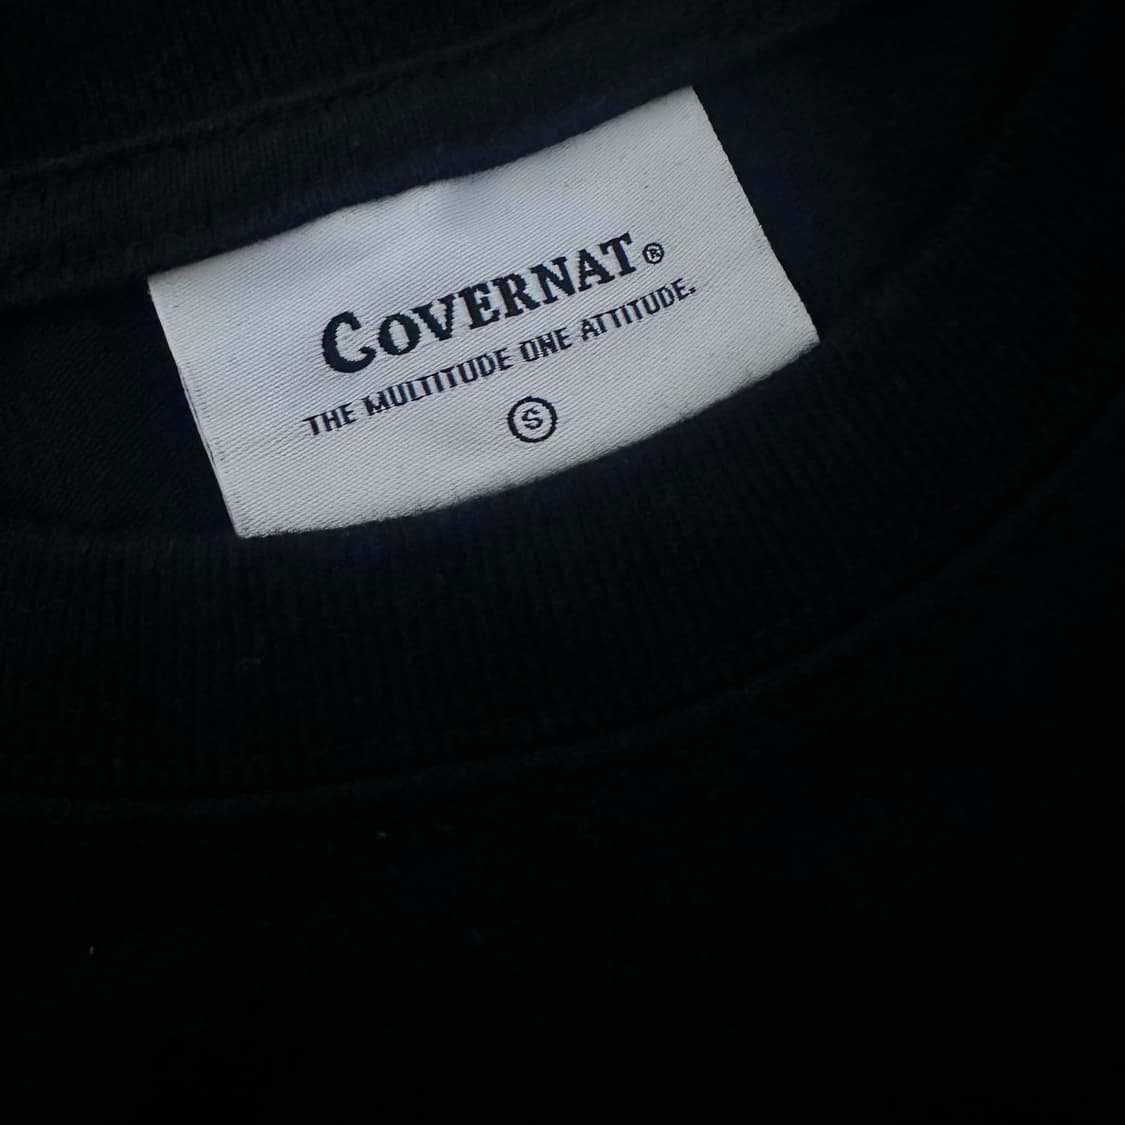 COVERNAT®
THE MULTITUDE ONE ATTITUDE.
S